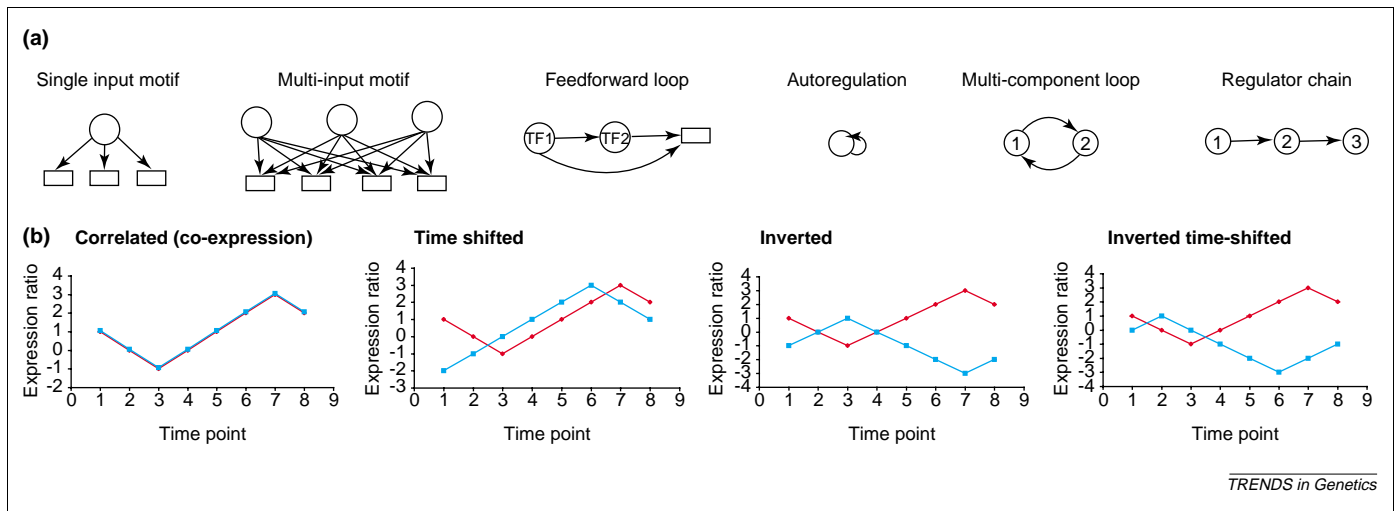 (a)
Single input motif
Multi-input motif
Feedforward loop
Autoregulation
Multi-component loop
Regulator chain
TF1 TF2
1 2
1 2 3
(b) Correlated (co-expression)
Expression ratio
4
3
2
1
0
-1
-2
0 1 2 3 4 5 6 7 8 9
Time point
Time shifted
Expression ratio
4
3
2
1
0
-1
-2
-3
0 1 2 3 4 5 6 7 8 9
Time point
Inverted
Expression ratio
4
3
2
1
0
-1
-2
-3
-4
0 1 2 3 4 5 6 7 8 9
Time point
Inverted time-shifted
Expression ratio
4
3
2
1
0
-1
-2
-3
-4
0 1 2 3 4 5 6 7 8 9
Time point
TRENDS in Genetics